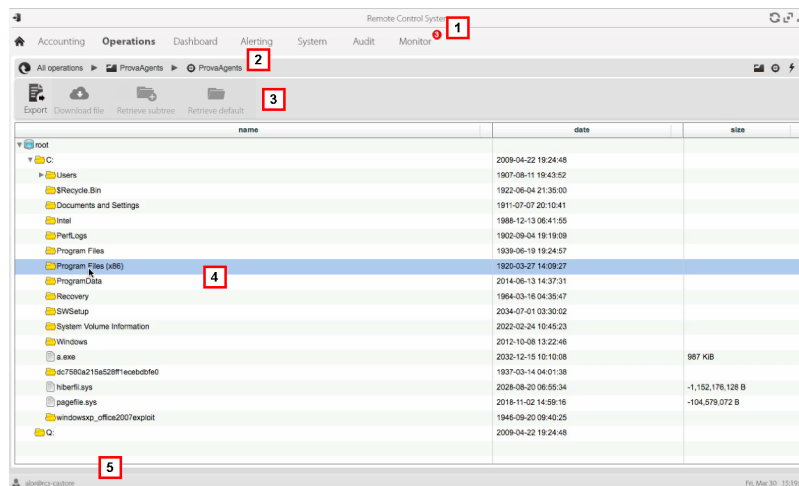 Remote Control System
1
Accounting Operations Dashboard Alerting System Audit Monitor 3
2
All operations ProvaAgents ProvaAgents
Export Download file Retrieve subtree Retrieve default
3
name date size
root
C: 2009-04-22 19:24:48
Users 1907-08-11 19:43:52
$Recycle.Bin 1922-06-04 21:35:00
Documents and Settings 1911-07-07 20:10:41
Intel 1988-12-13 06:41:55
PerfLogs 1902-09-04 19:19:09
Program Files 1939-06-19 19:24:57
Program Files (x86) 1920-03-27 14:09:27
4
ProgramData 2014-06-13 14:37:31
Recovery 1964-03-16 04:35:47
SWSetup 2034-07-01 03:30:02
System Volume Information 2022-02-24 10:45:23
Windows 2012-10-08 13:22:46
a.exe 2032-12-15 10:10:08 987 KiB
dc7580a215a528ff1ecebdbfe0 1937-03-14 04:01:38
hiberfil.sys 2028-08-20 06:55:34 -1,152,176,128 B
pagefile.sys 2018-11-02 14:59:16 -104,579,072 B
windowsxp_office2007exploit 1946-09-20 09:40:25
Q: 2009-04-22 19:24:48
5
alor@rcs-castore Fri, Mar 30